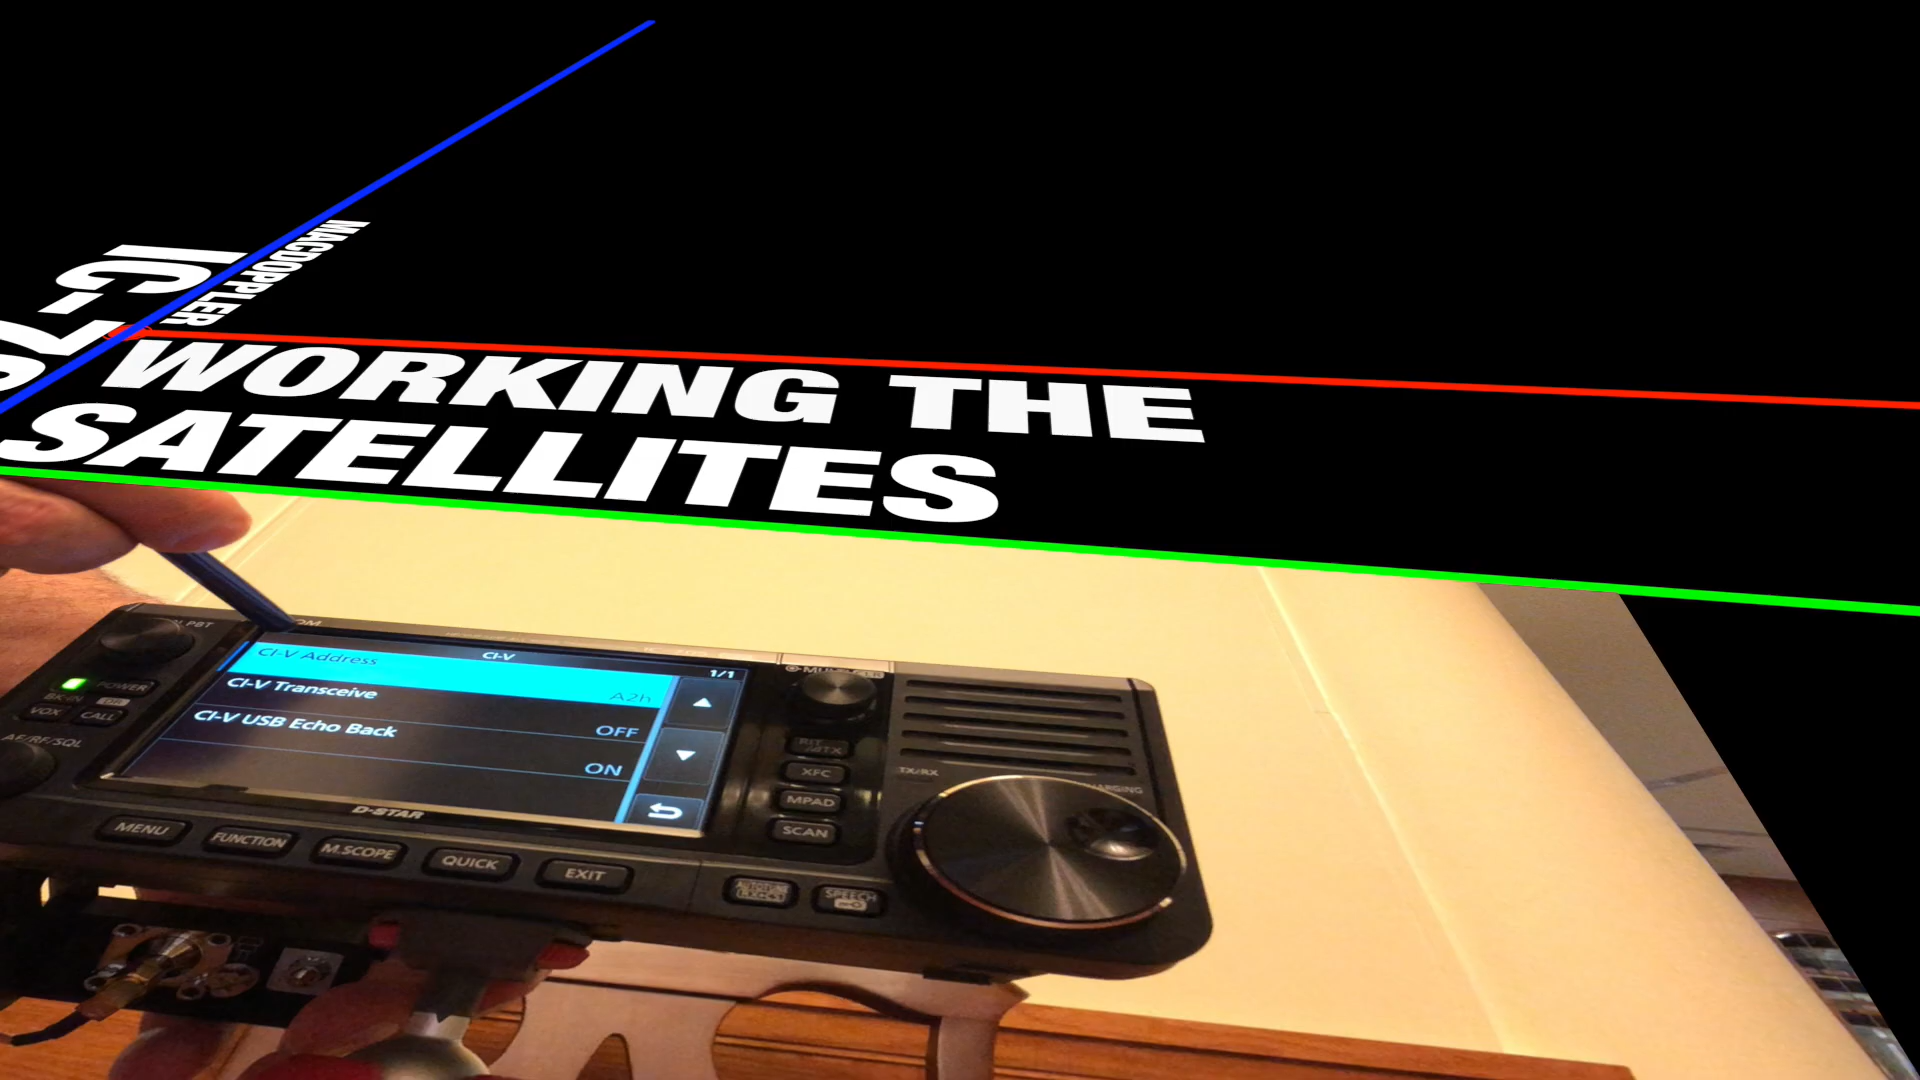 MACDOPPLER
IC-
WORKING THE
SATELLITES
PBT
CI-V
1/1
CI-V Address
A2h
CI-V Transceive
OFF
CI-V USB Echo Back
ON
POWER
VOX
CALL
AF/RF/SQL
D-STAR
MENU
FUNCTION
M.SCOPE
QUICK
EXIT
XFC
MPAD
SCAN
TX/RX
SPEECH